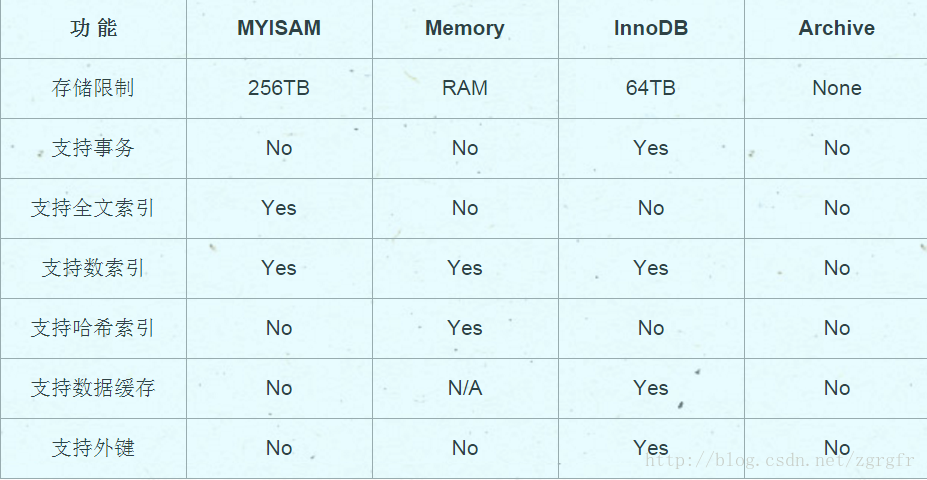 功 能 MYISAM Memory InnoDB Archive
存储限制 256TB RAM 64TB None
支持事务 No No Yes No
支持全文索引 Yes No No No
支持数索引 Yes Yes Yes No
支持哈希索引 No Yes No No
支持数据缓存 No N/A Yes No
支持外键 No No Yes No
http://blog.csdn.net/zgrgfr